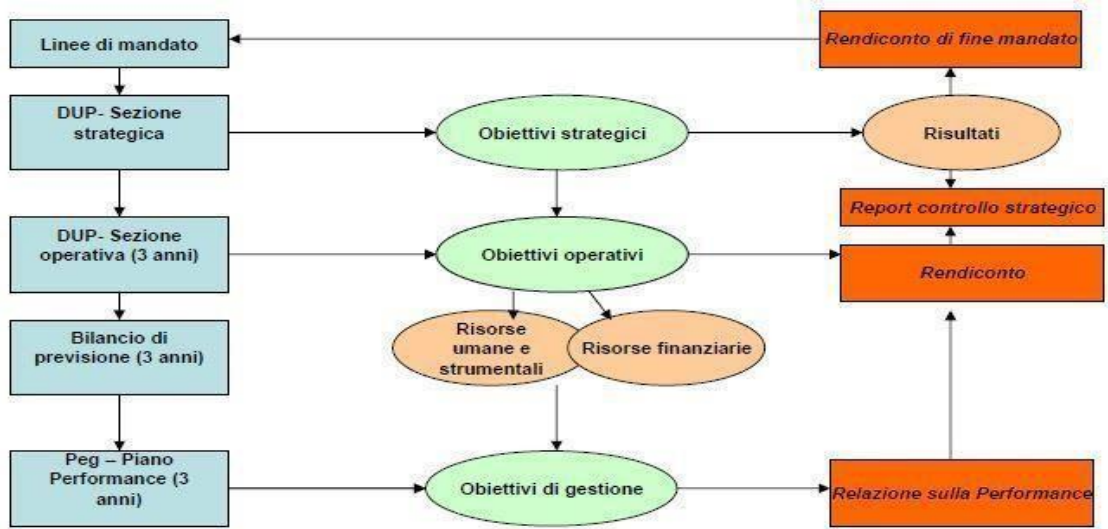 Linee di mandato
Rendiconto di fine mandato
DUP- Sezione
strategica
Obiettivi strategici
Risultati
Report controllo strategico
DUP- Sezione
operativa (3 anni)
Obiettivi operativi
Rendiconto
Bilancio di
previsione (3 anni)
Risorse
umane e
strumentali
Risorse finanziarie
Peg – Piano
Performance (3
anni)
Obiettivi di gestione
Relazione sulla Performance